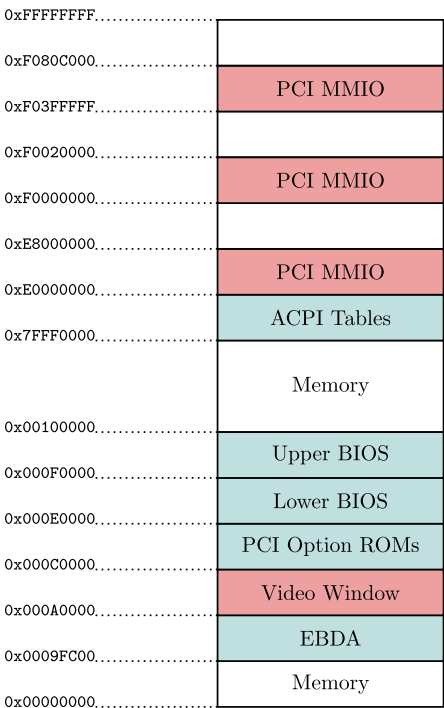 0xFFFFFFFF
0xF080C000
PCI MMIO
0xF03FFFFF
0xF0020000
PCI MMIO
0xF0000000
0xE8000000
PCI MMIO
0xE0000000
ACPI Tables
0x7FFF0000
Memory
0x00100000
Upper BIOS
0x000F0000
Lower BIOS
0x000E0000
PCI Option ROMs
0x000C0000
Video Window
0x000A0000
EBDA
0x0009FC00
Memory
0x00000000